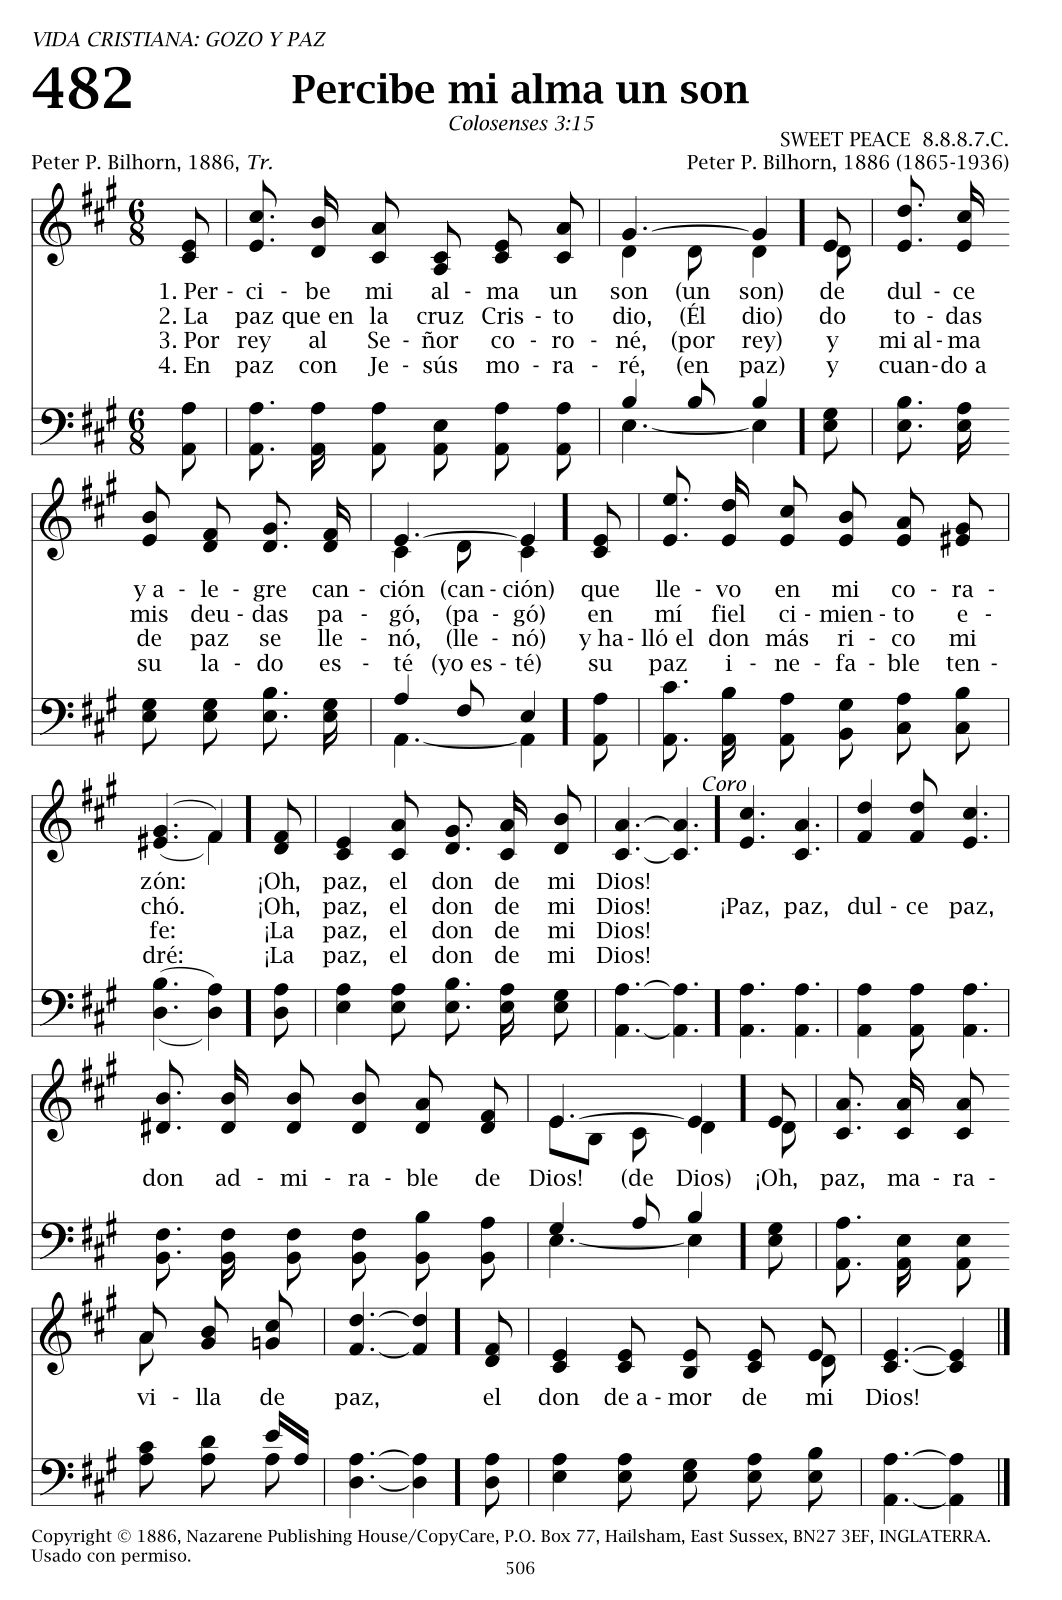 VIDA CRISTIANA: GOZO Y PAZ
482 Percibe mi alma un son
Colosenses 3:15
SWEET PEACE 8.8.8.7.C.
Peter P. Bilhorn, 1886, Tr. Peter P. Bilhorn, 1886 (1865-1936)
6 8
1. Per - ci - be mi al - ma un son (un son) de dul - ce
2. La paz que en la cruz Cris - to dio, (Él dio) do to - das
3. Por rey al Se - ñor co - ro - né, (por rey) y mi al - ma
4. En paz con Je - sús mo - ra - ré, (en paz) y cuan - do a
6 8
y a - le - gre can - ción (can - ción) que lle - vo en mi co - ra -
mis deu - das pa - gó, (pa - gó) en mí fiel ci - mien - to e -
de paz se lle - nó, (lle - nó) y ha - lló el don más ri - co mi
su la - do es - té (yo es - té) su paz i - ne - fa - ble ten -
Coro
zón: ¡Oh, paz, el don de mi Dios!
chó. ¡Oh, paz, el don de mi Dios! ¡Paz, paz, dul - ce paz,
fe: ¡La paz, el don de mi Dios!
dré: ¡La paz, el don de mi Dios!
don ad - mi - ra - ble de Dios! (de Dios) ¡Oh, paz, ma - ra -
vi - lla de paz, el don de a - mor de mi Dios!
Copyright © 1886, Nazarene Publishing House/CopyCare, P.O. Box 77, Hailsham, East Sussex, BN27 3EF, INGLATERRA.
Usado con permiso.
506